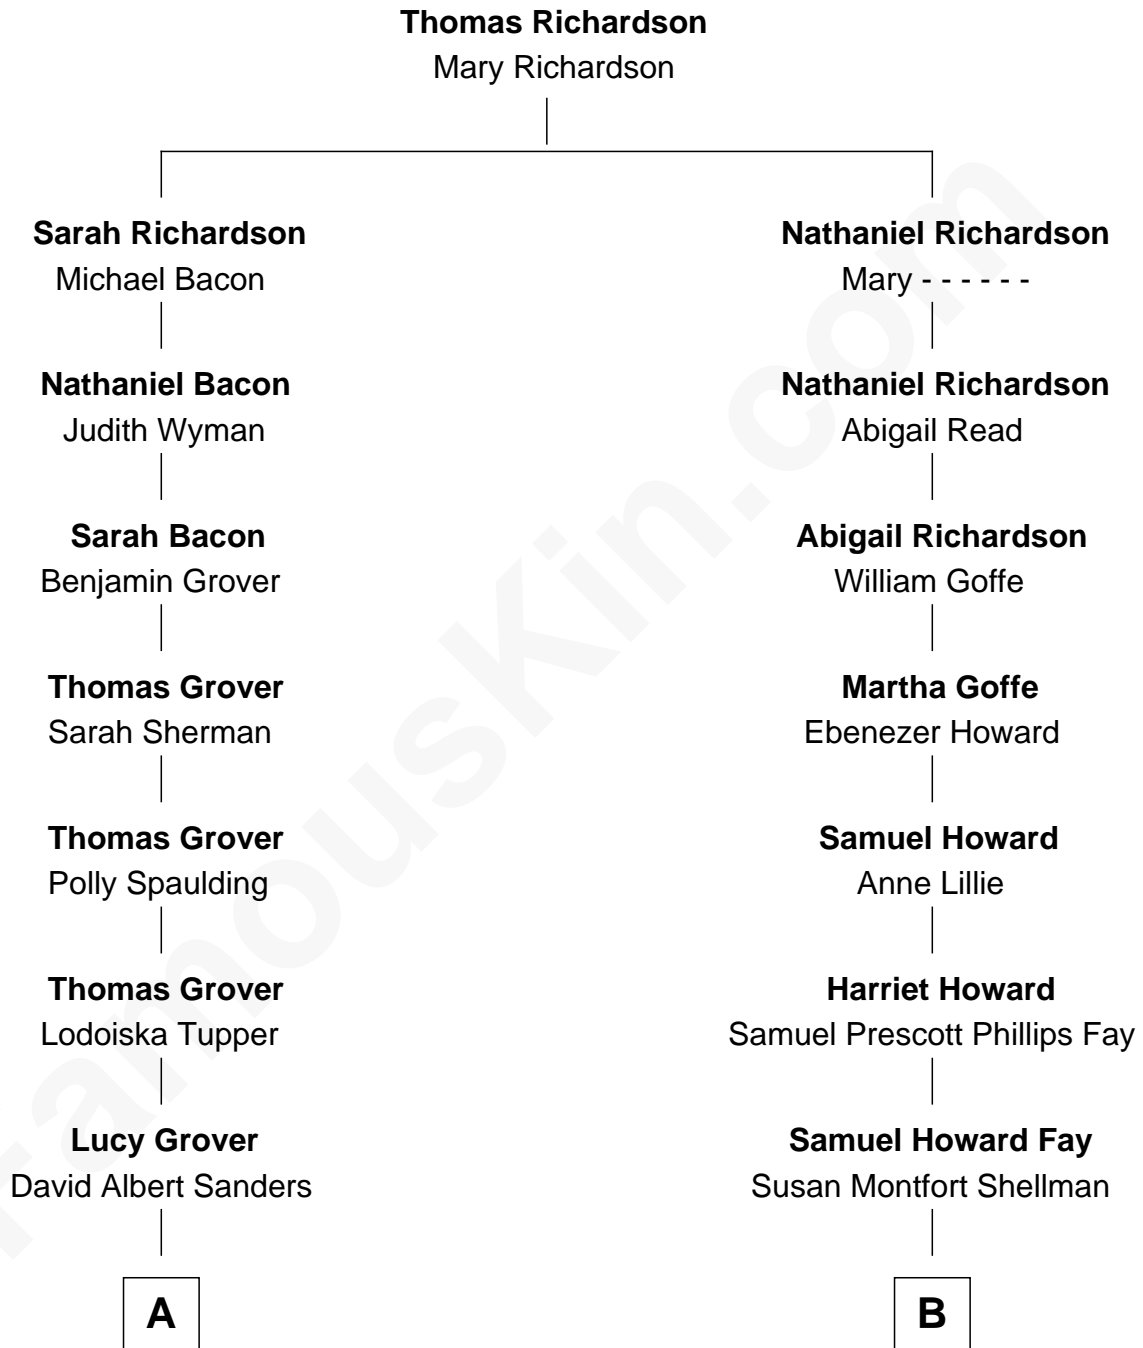 Thomas Richardson
Mary Richardson
Sarah Richardson
Michael Bacon
Nathaniel Richardson
Mary - - - - - -
Nathaniel Bacon
Judith Wyman
Nathaniel Richardson
Abigail Read
Sarah Bacon
Benjamin Grover
Abigail Richardson
William Goffe
Thomas Grover
Sarah Sherman
Martha Goffe
Ebenezer Howard
Thomas Grover
Polly Spaulding
Samuel Howard
Anne Lillie
Thomas Grover
Lodoiska Tupper
Harriet Howard
Samuel Prescott Phillips Fay
Lucy Grover
David Albert Sanders
Samuel Howard Fay
Susan Montfort Shellman
A
B
FamousKin.com